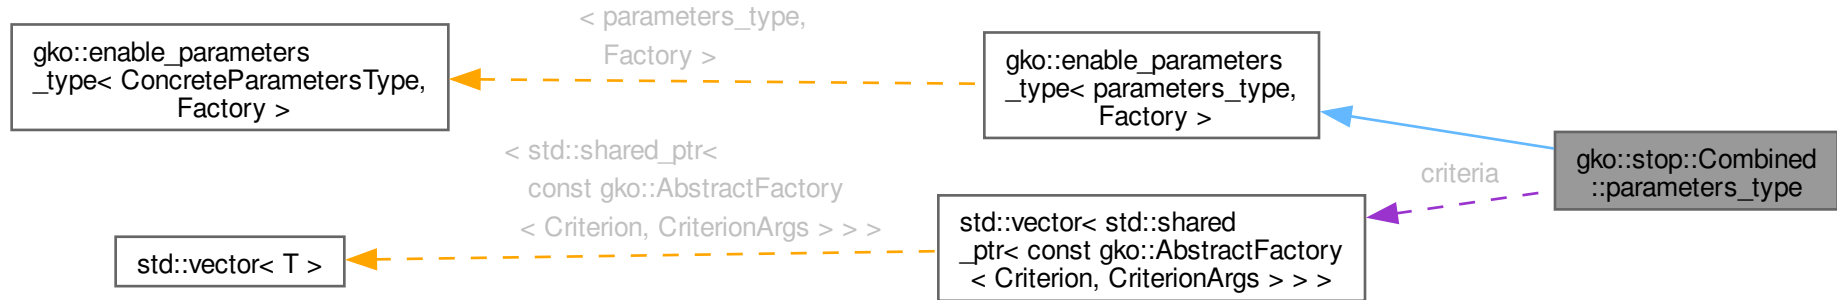 < parameters_type,
Factory >
gko::enable_parameters
_type< ConcreteParametersType,
Factory >
gko::enable_parameters
_type< parameters_type,
Factory >
< std::shared_ptr<
const gko::AbstractFactory
< Criterion, CriterionArgs > > >
criteria
gko::stop::Combined
::parameters_type
std::vector< T >
std::vector< std::shared
_ptr< const gko::AbstractFactory
< Criterion, CriterionArgs > > >